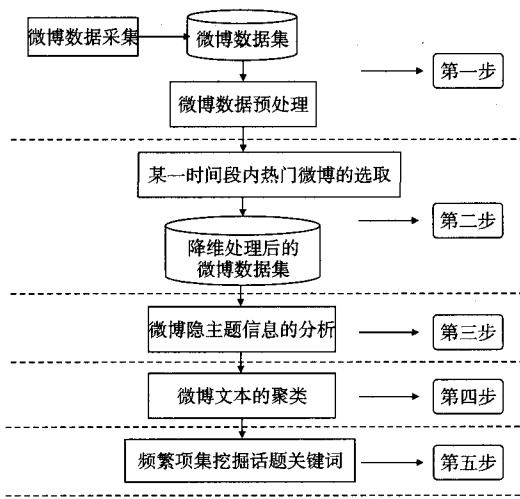 微博数据采集
微博数据集
微博数据预处理
第一步
某一时间段内热门微博的选取
降维处理后的
微博数据集
第二步
微博隐主题信息的分析
第三步
微博文本的聚类
第四步
频繁项集挖掘话题关键词
第五步